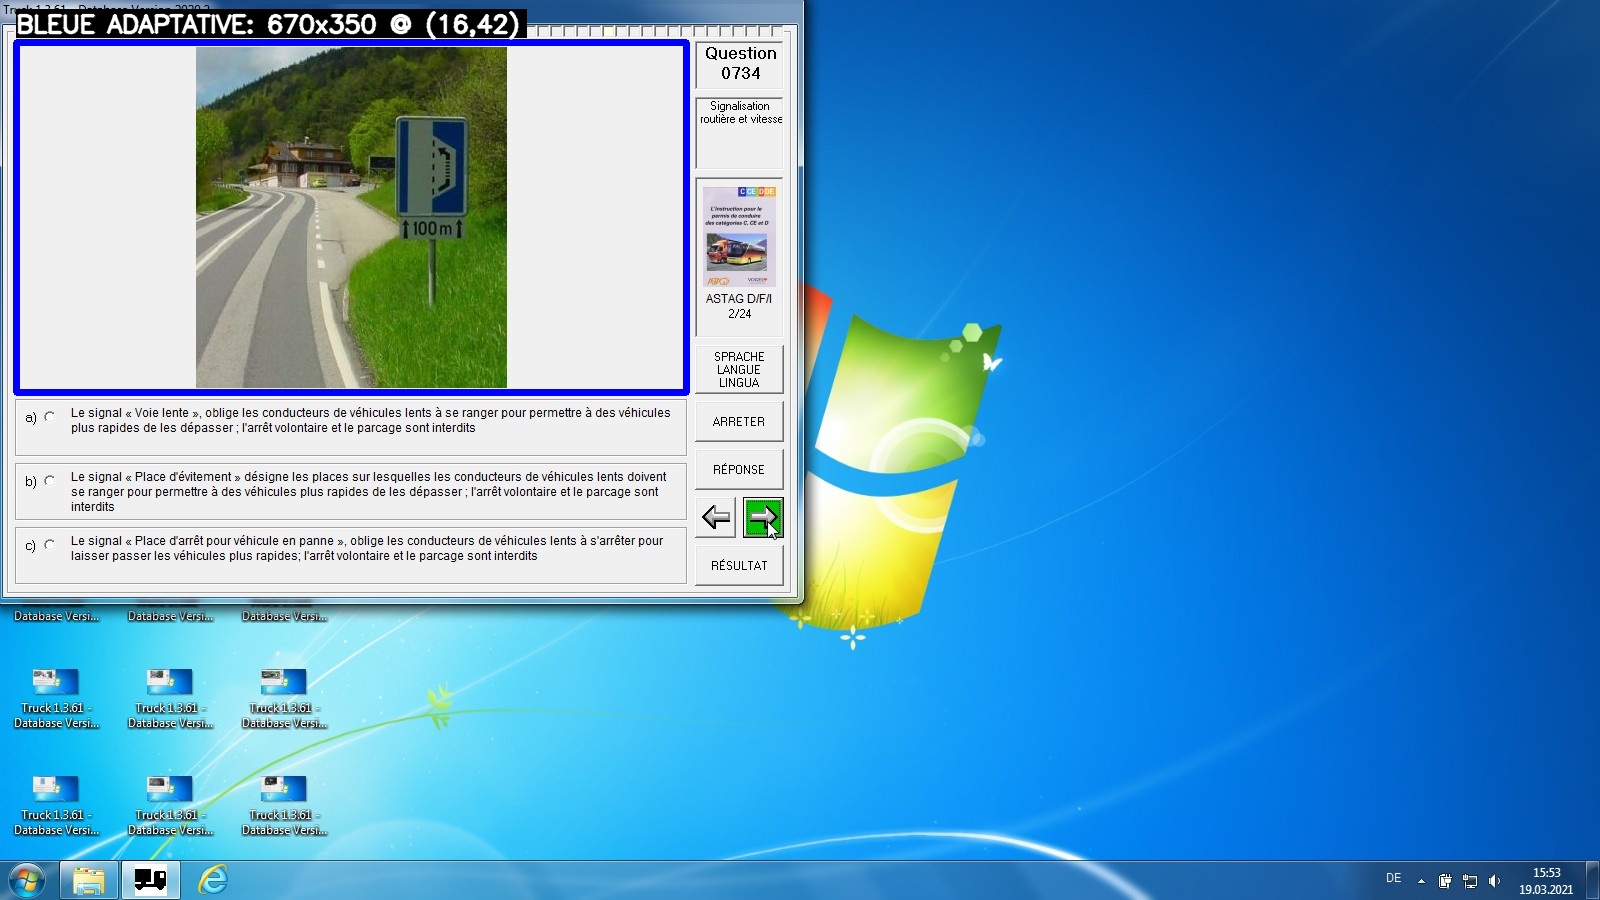 BLEUE ADAPTATIVE: 670x350 @ (16,42)
100 m
Question
0734
Signalisation
routière et vitesse
C CE D DE
L'instruction pour le
permis de conduire
des catégories C, CE et D
ASTAG D/F/I
2/24
SPRACHE
LANGUE
LINGUA
ARRETER
RÉPONSE
RÉSULTAT
a) Le signal « Voie lente », oblige les conducteurs de véhicules lents à se ranger pour permettre à des véhicules
plus rapides de les dépasser ; l'arrêt volontaire et le parcage sont interdits
b) Le signal « Place d'évitement » désigne les places sur lesquelles les conducteurs de véhicules lents doivent
se ranger pour permettre à des véhicules plus rapides de les dépasser ; l'arrêt volontaire et le parcage sont
interdits
c) Le signal « Place d'arrêt pour véhicule en panne », oblige les conducteurs de véhicules lents à s'arrêter pour
laisser passer les véhicules plus rapides; l'arrêt volontaire et le parcage sont interdits
Database Versi... Database Versi... Database Versi...
Truck 1.3.61 - Truck 1.3.61 - Truck 1.3.61 -
Database Versi... Database Versi... Database Versi...
Truck 1.3.61 - Truck 1.3.61 - Truck 1.3.61 -
Database Versi... Database Versi... Database Versi...
DE
15:53
19.03.2021